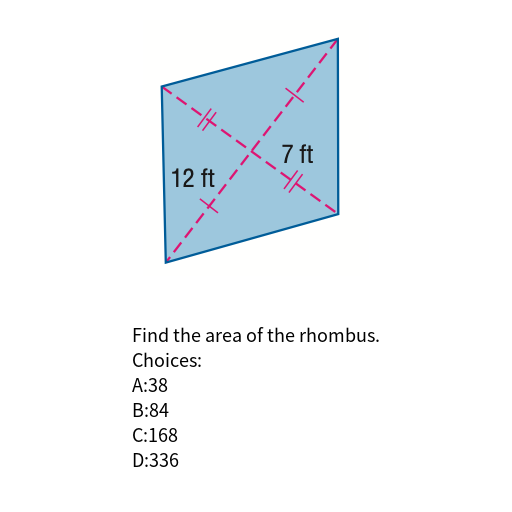 7 ft
12 ft
Find the area of the rhombus.
Choices:
A:38
B:84
C:168
D:336